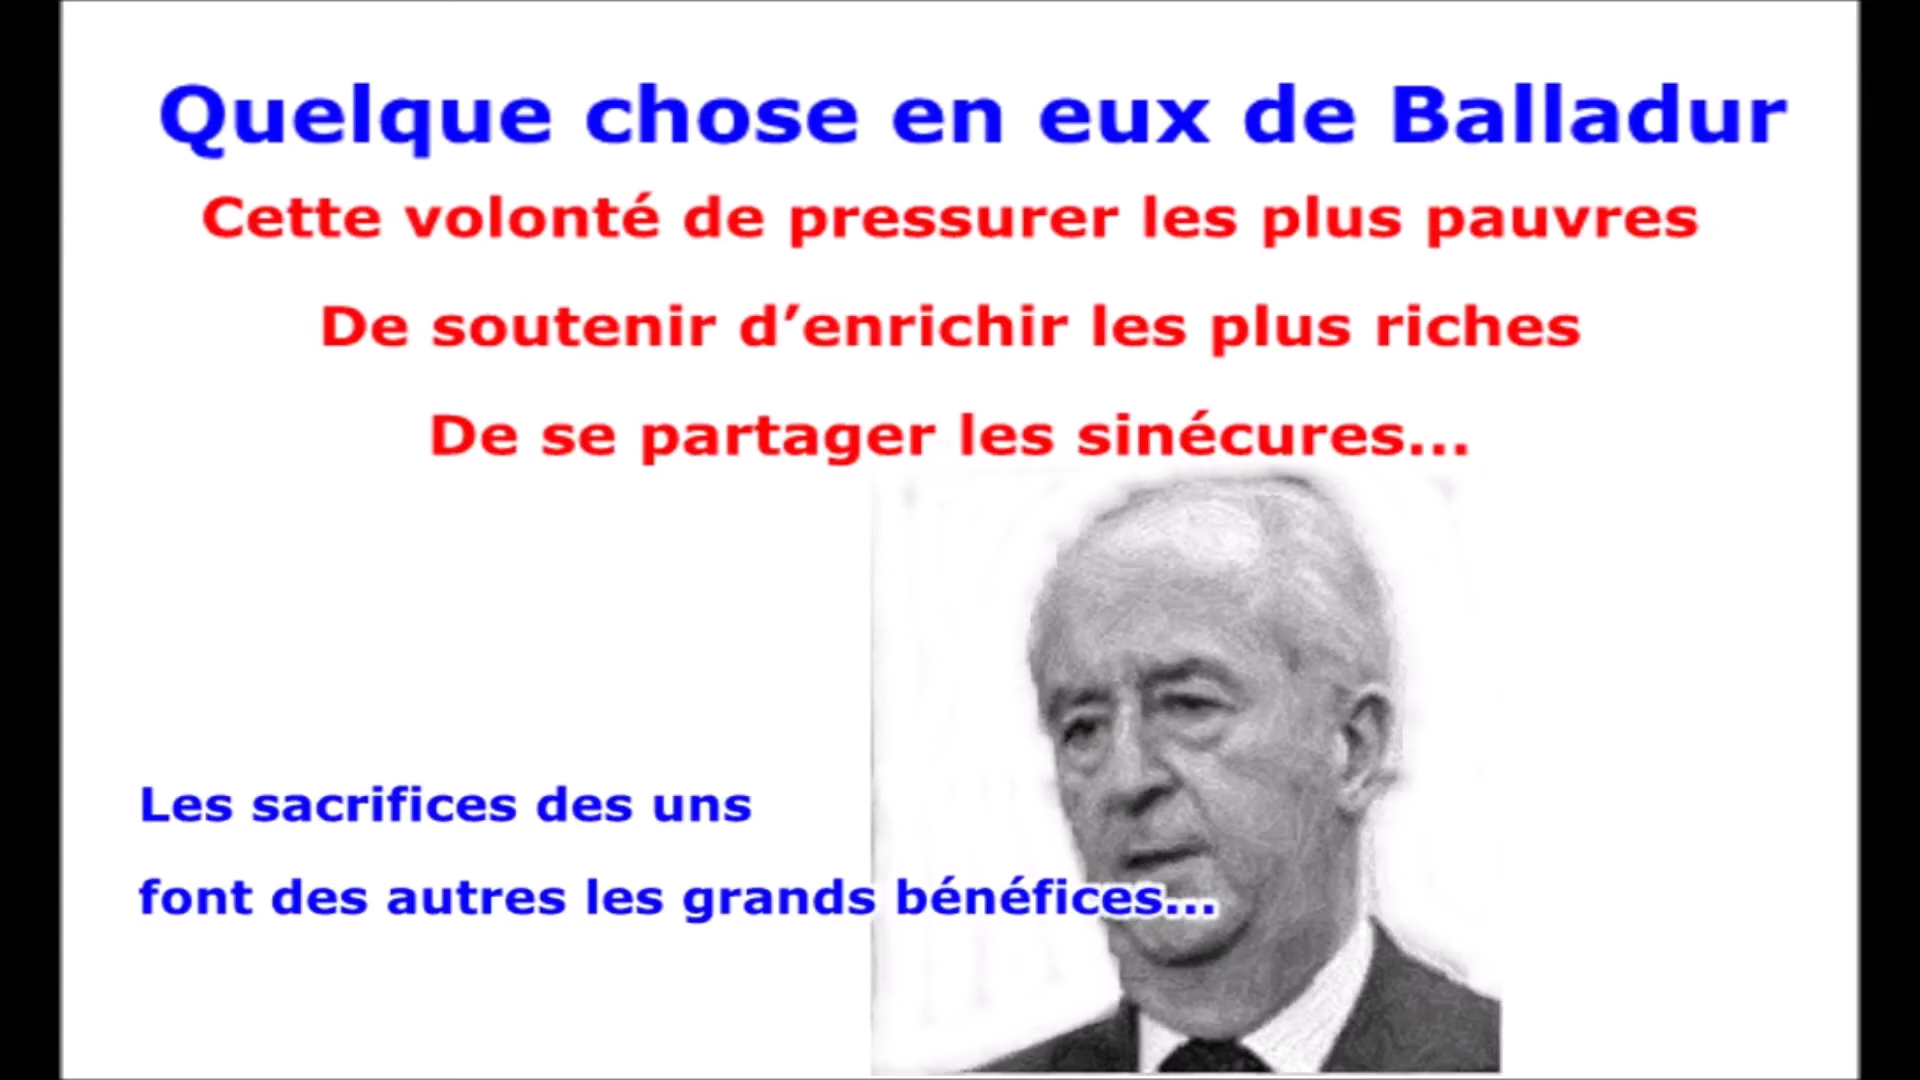 Quelque chose en eux de Balladur
Cette volonté de pressurer les plus pauvres
De soutenir d’enrichir les plus riches
De se partager les sinécures...
Les sacrifices des uns
font des autres les grands bénéfices...